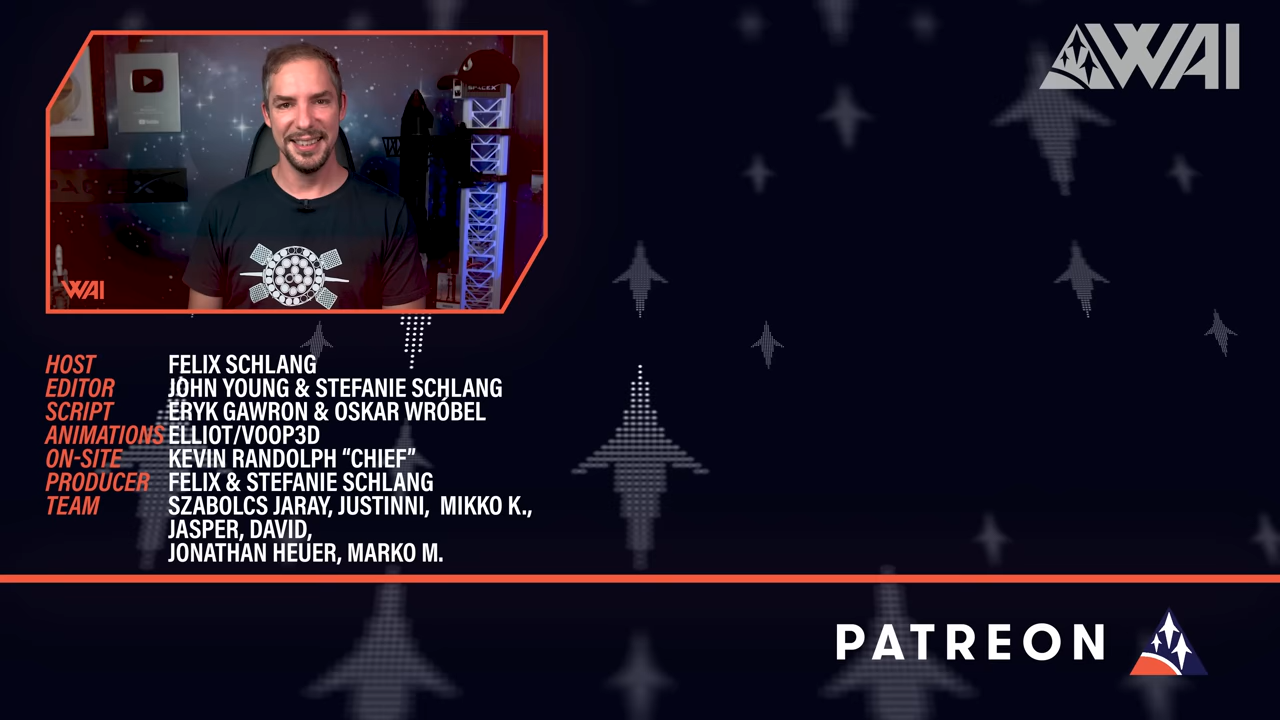 WAI
SPACEX
WAI
HOST FELIX SCHLANG
EDITOR JOHN YOUNG & STEFANIE SCHLANG
SCRIPT ERYK GAWRON & OSKAR WRÓBEL
ANIMATIONS ELLIOT/VOOP3D
ON-SITE KEVIN RANDOLPH “CHIEF”
PRODUCER FELIX & STEFANIE SCHLANG
TEAM SZABOLCS JARAY, JUSTINNI, MIKKO K.,
JASPER, DAVID,
JONATHAN HEUER, MARKO M.
PATREON